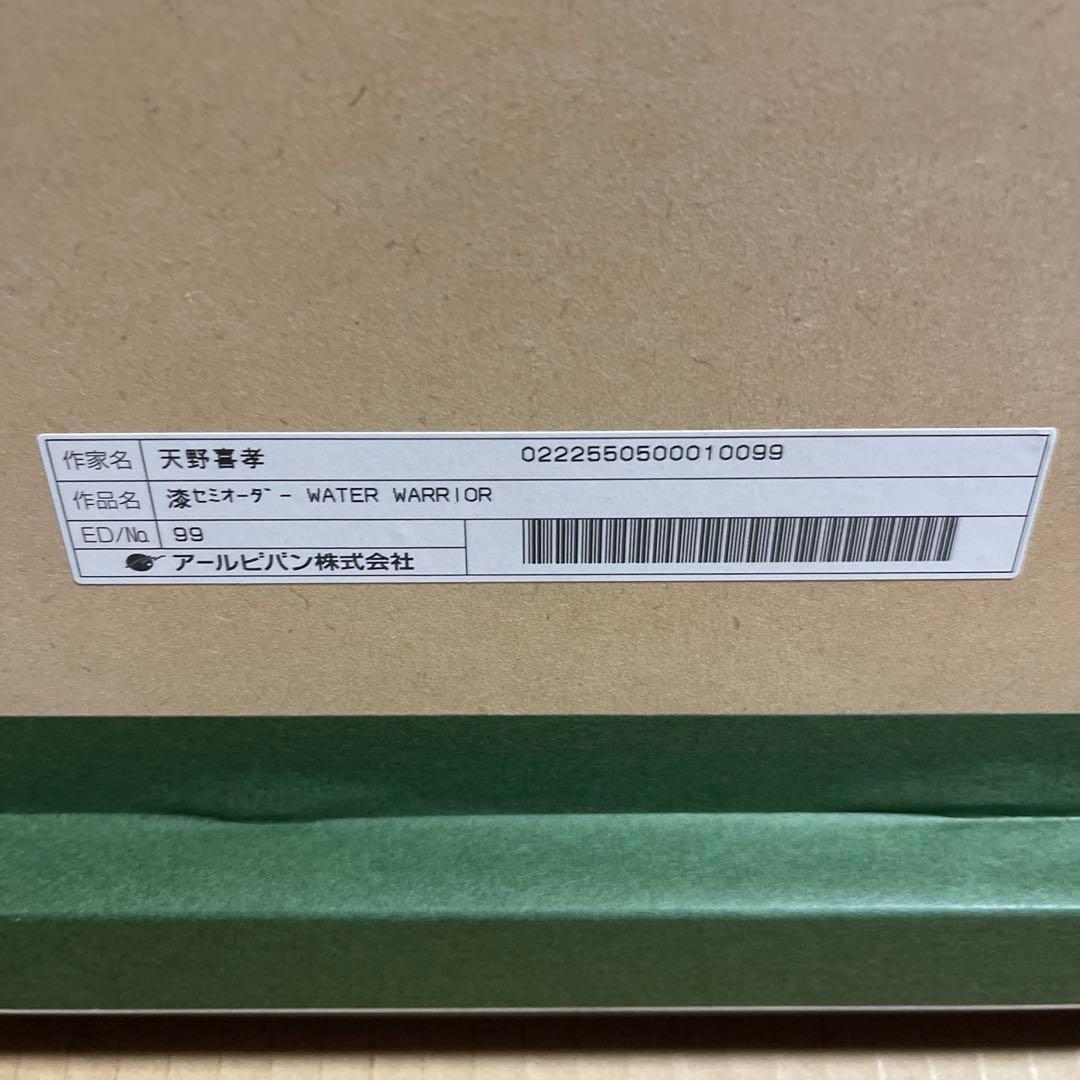 作家名 天野喜孝 0222550500010099
作品名 漆ｾﾐｵｰﾀﾞｰ WATER WARRIOR
ED/No. 99
アールビバン株式会社